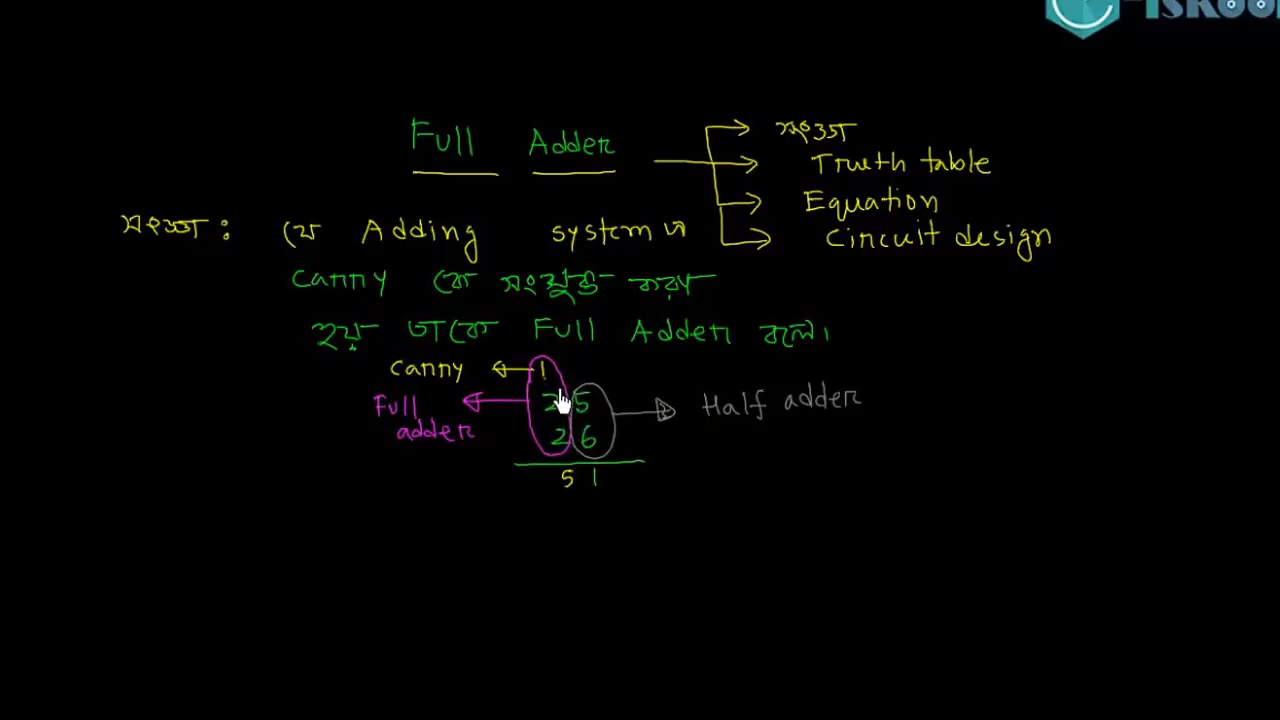 Full Adder
সংজ্ঞা
Truth table
Equation
Circuit design
সংজ্ঞা : যে Adding system এ
carry কে সংযুক্ত করা
হয় তাকে Full Adder বলে।
carry 1
Full adder
25
26
51
Half adder